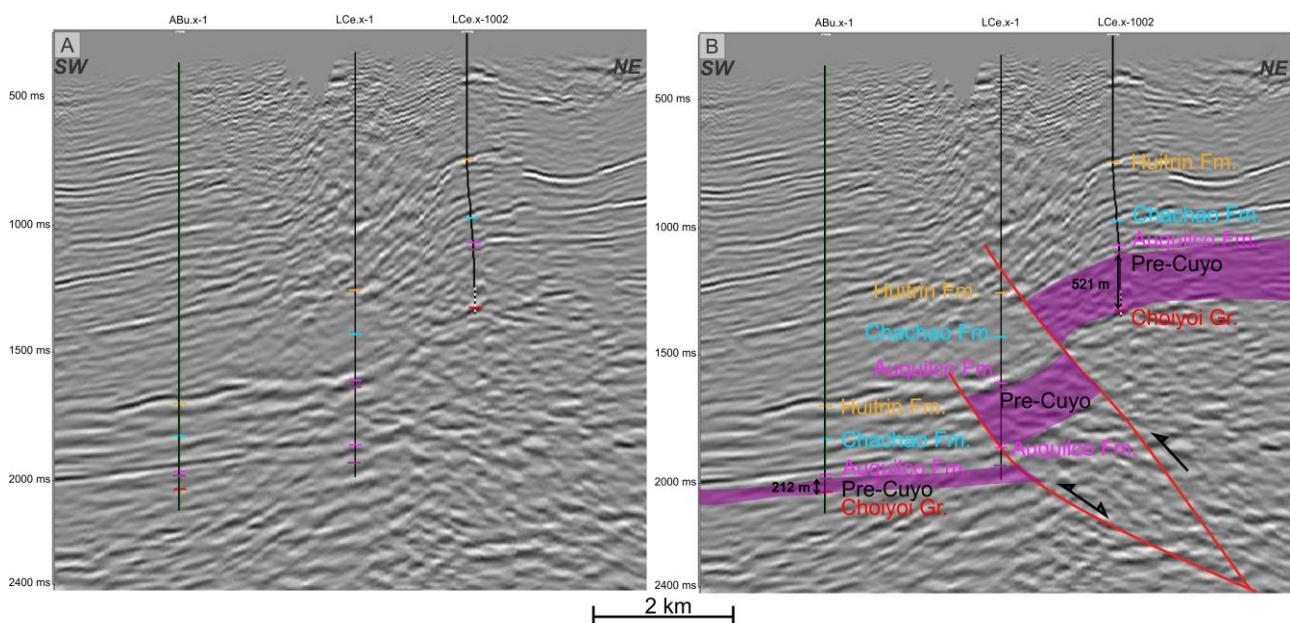 ABu.x-1
LCe.x-1
LCe.x-1002
A
SW
NE
500 ms
1000 ms
1500 ms
2000 ms
2400 ms
ABu.x-1
LCe.x-1
LCe.x-1002
B
SW
NE
500 ms
1000 ms
1500 ms
2000 ms
2400 ms
Huitrin Fm.
Chachao Fm.
Auquilco Fm.
Pre-Cuyo
521 m
Choiyoi Gr.
Huitrin Fm.
Chachao Fm.
Auquilco Fm.
Pre-Cuyo
Auquilco Fm.
Huitrin Fm.
Chachao Fm.
Auquilco Fm.
212 m
Pre-Cuyo
Choiyoi Gr.
2 km